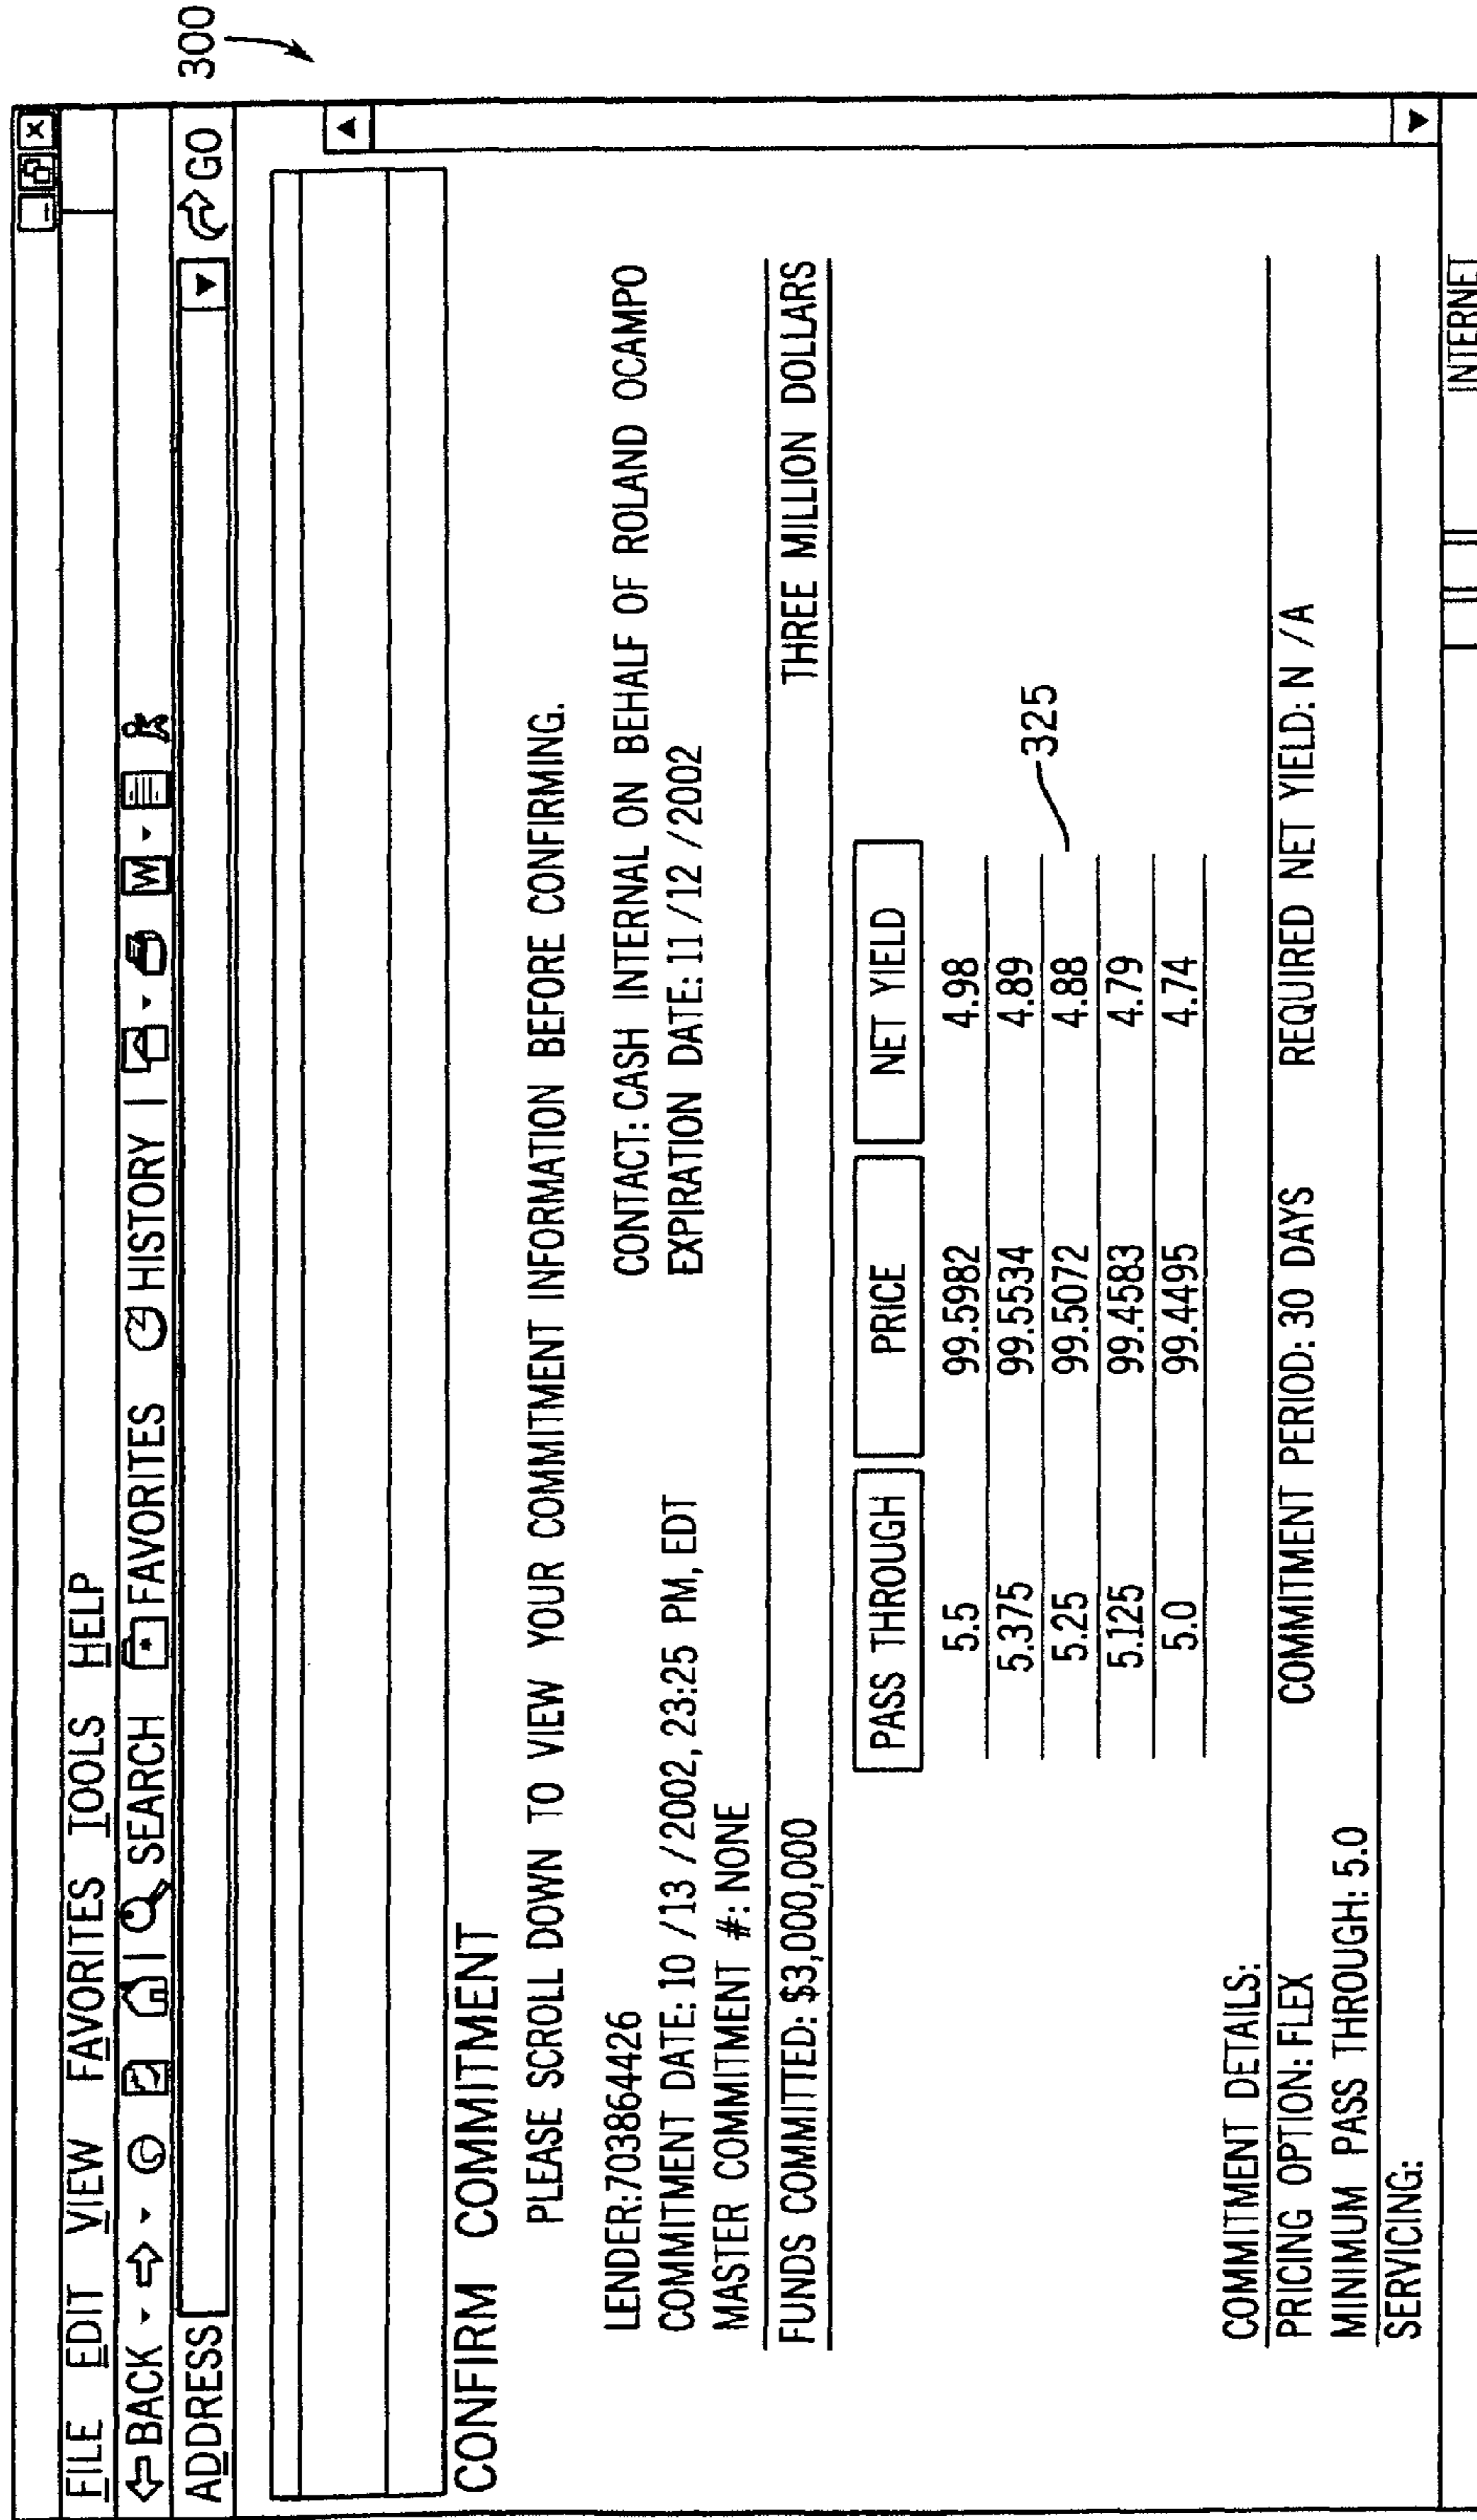 300
FILE EDIT VIEW FAVORITES TOOLS HELP
BACK SEARCH FAVORITES HISTORY W
ADDRESS GO
CONFIRM COMMITMENT
PLEASE SCROLL DOWN TO VIEW YOUR COMMITMENT INFORMATION BEFORE CONFIRMING.
LENDER:703864426 CONTACT: CASH INTERNAL ON BEHALF OF ROLAND OCAMPO
COMMITMENT DATE: 10 /13 /2002, 23:25 PM, EDT EXPIRATION DATE: 11 /12 /2002
MASTER COMMITMENT #: NONE
FUNDS COMMITTED: $3,000,000 THREE MILLION DOLLARS
PASS THROUGH PRICE NET YIELD
5.5 99.5982 4.98
5.375 99.5534 4.89
5.25 99.5072 4.88
5.125 99.4583 4.79
5.0 99.4495 4.74
325
COMMITMENT DETAILS:
PRICING OPTION: FLEX COMMITMENT PERIOD: 30 DAYS REQUIRED NET YIELD: N /A
MINIMUM PASS THROUGH: 5.0
SERVICING:
INTERNET